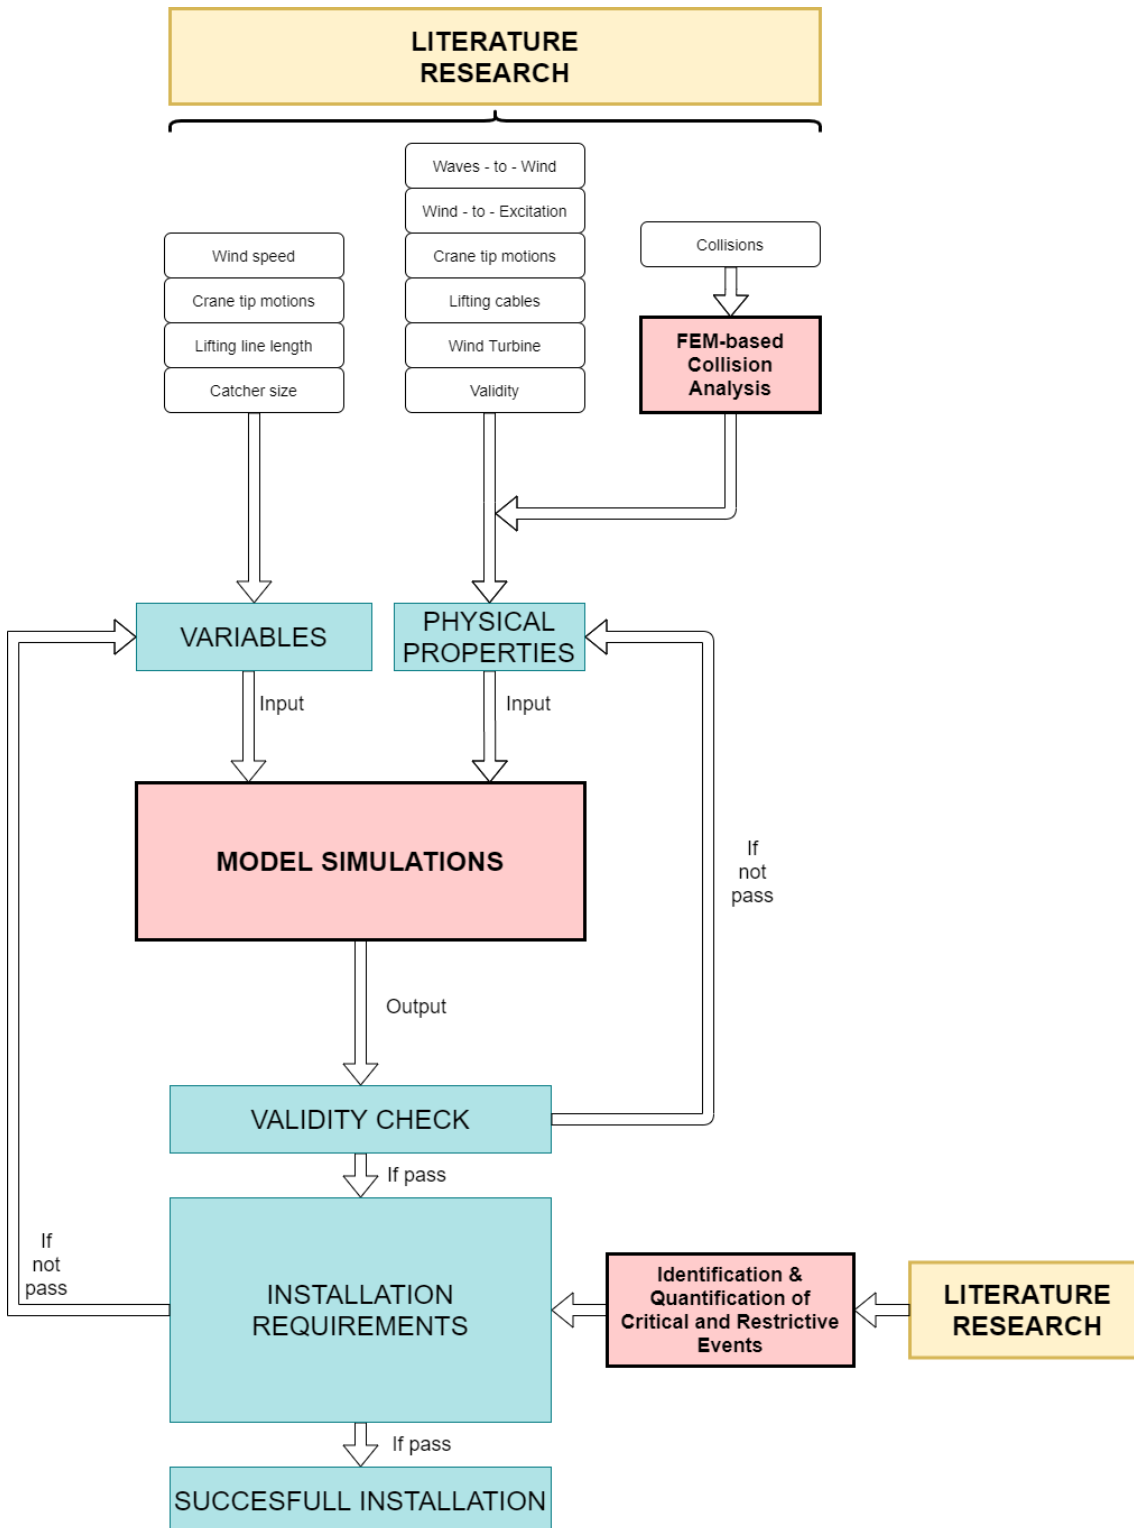 LITERATURE
RESEARCH
Waves - to - Wind
Wind - to - Excitation
Crane tip motions
Lifting cables
Wind Turbine
Validity
Wind speed
Crane tip motions
Lifting line length
Catcher size
Collisions
FEM-based
Collision
Analysis
VARIABLES
PHYSICAL
PROPERTIES
Input
Input
MODEL SIMULATIONS
If
not
pass
Output
VALIDITY CHECK
If pass
If
not
pass
INSTALLATION
REQUIREMENTS
Identification &
Quantification of
Critical and Restrictive
Events
LITERATURE
RESEARCH
If pass
SUCCESFULL INSTALLATION